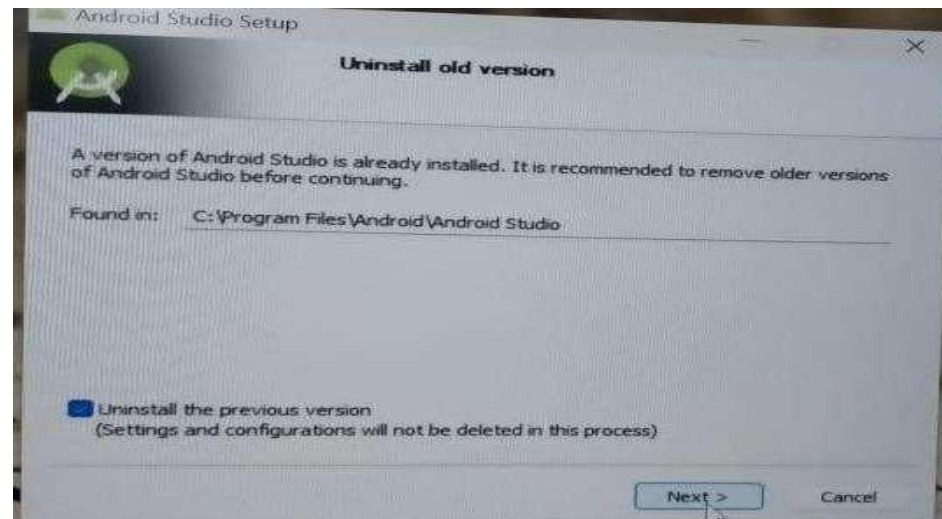 Android Studio Setup
Uninstall old version
A version of Android Studio is already installed. It is recommended to remove older versions
of Android Studio before continuing.
Found in: C:\Program Files\Android\Android Studio
Uninstall the previous version
(Settings and configurations will not be deleted in this process)
Next > Cancel